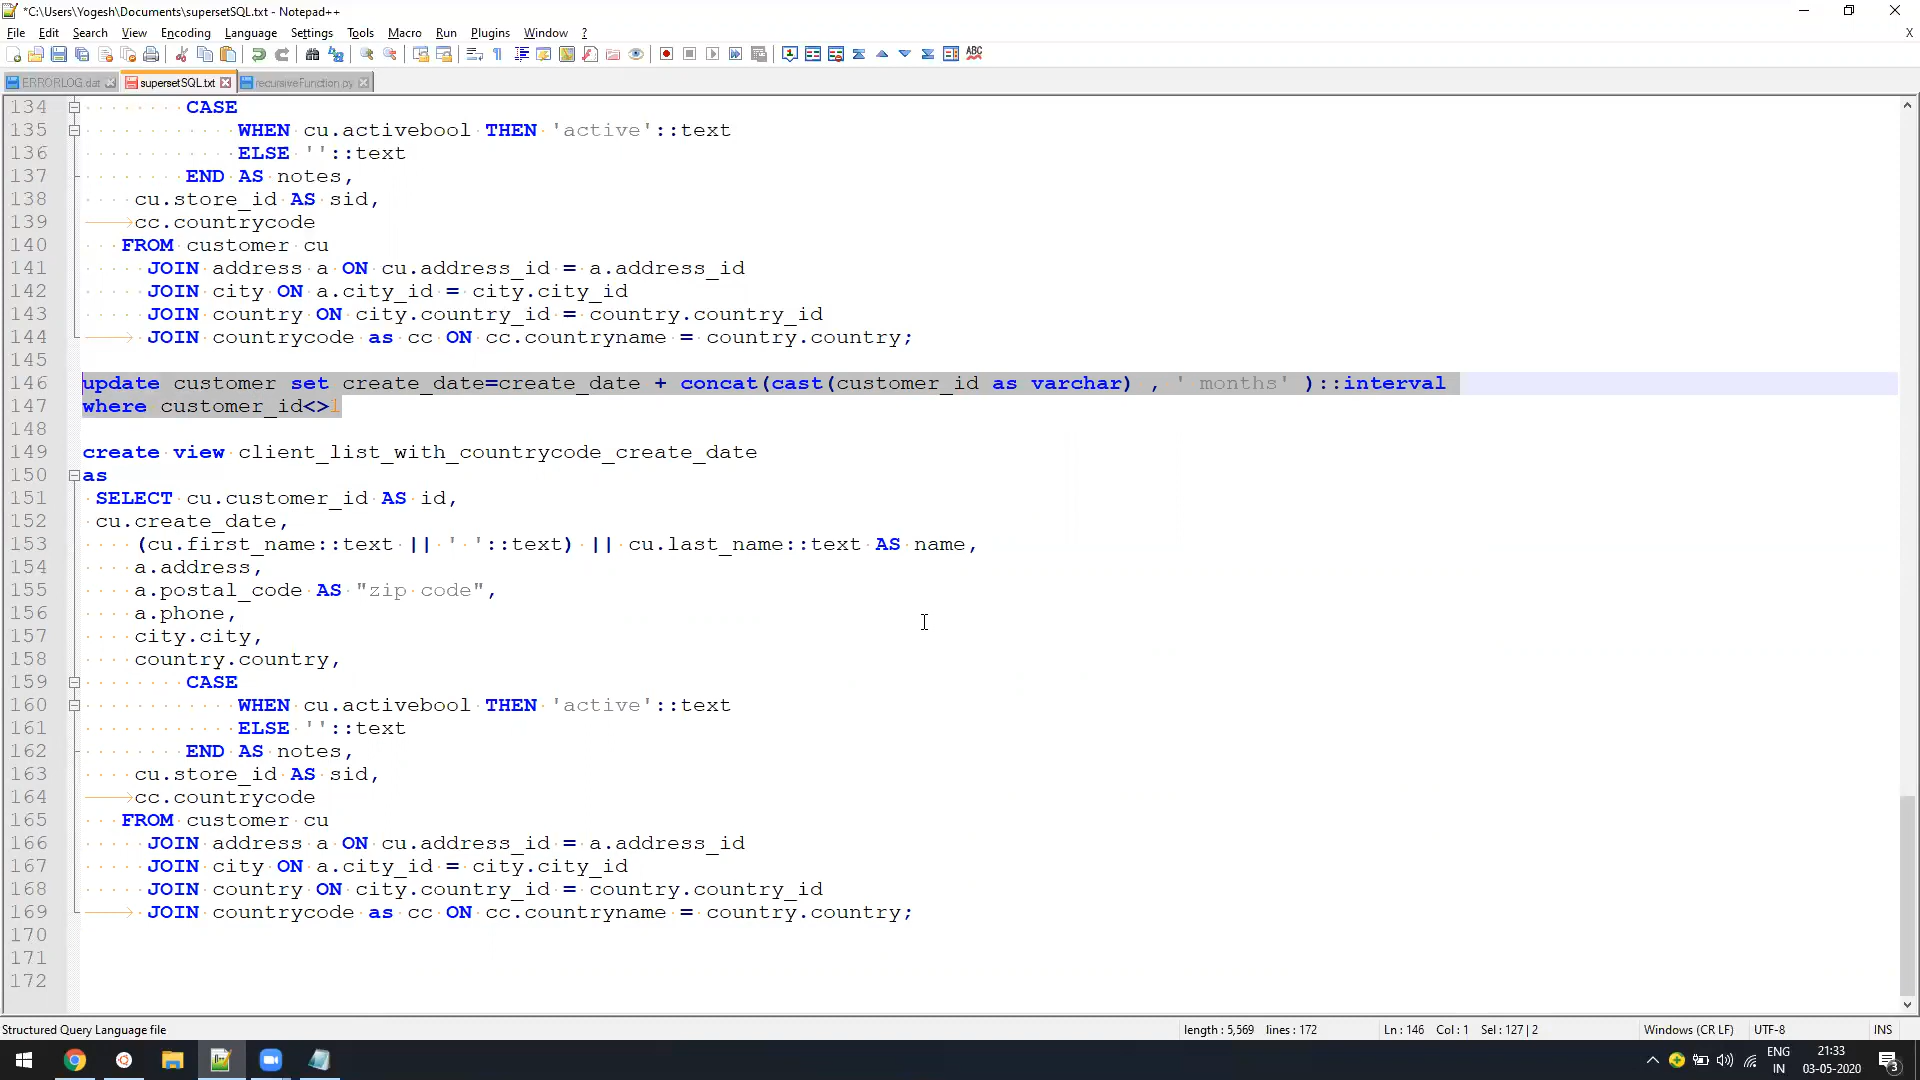 *C:\Users\Yogesh\Documents\supersetSQL.txt - Notepad++
File Edit Search View Encoding Language Settings Tools Macro Run Plugins Window ? X
ERRORLOG.dat supersetSQL.txt recursiveFunction.py
134 CASE
135 WHEN cu.activebool THEN 'active'::text
136 ELSE ''::text
137 END AS notes,
138 cu.store_id AS sid,
139 cc.countrycode
140 FROM customer cu
141 JOIN address a ON cu.address_id = a.address_id
142 JOIN city ON a.city_id = city.city_id
143 JOIN country ON city.country_id = country.country_id
144 JOIN countrycode as cc ON cc.countryname = country.country;
145
146 update customer set create_date=create_date + concat(cast(customer_id as varchar) , ' months' )::interval
147 where customer_id<>1
148
149 create view client_list_with_countrycode_create_date
150 as
151 SELECT cu.customer_id AS id,
152 cu.create_date,
153 (cu.first_name::text || ' '::text) || cu.last_name::text AS name,
154 a.address,
155 a.postal_code AS "zip code",
156 a.phone,
157 city.city,
158 country.country,
159 CASE
160 WHEN cu.activebool THEN 'active'::text
161 ELSE ''::text
162 END AS notes,
163 cu.store_id AS sid,
164 cc.countrycode
165 FROM customer cu
166 JOIN address a ON cu.address_id = a.address_id
167 JOIN city ON a.city_id = city.city_id
168 JOIN country ON city.country_id = country.country_id
169 JOIN countrycode as cc ON cc.countryname = country.country;
170
171
172
Structured Query Language file length : 5,569 lines : 172 Ln : 146 Col : 1 Sel : 127 | 2 Windows (CR LF) UTF-8 INS
ENG 21:33
IN 03-05-2020 3